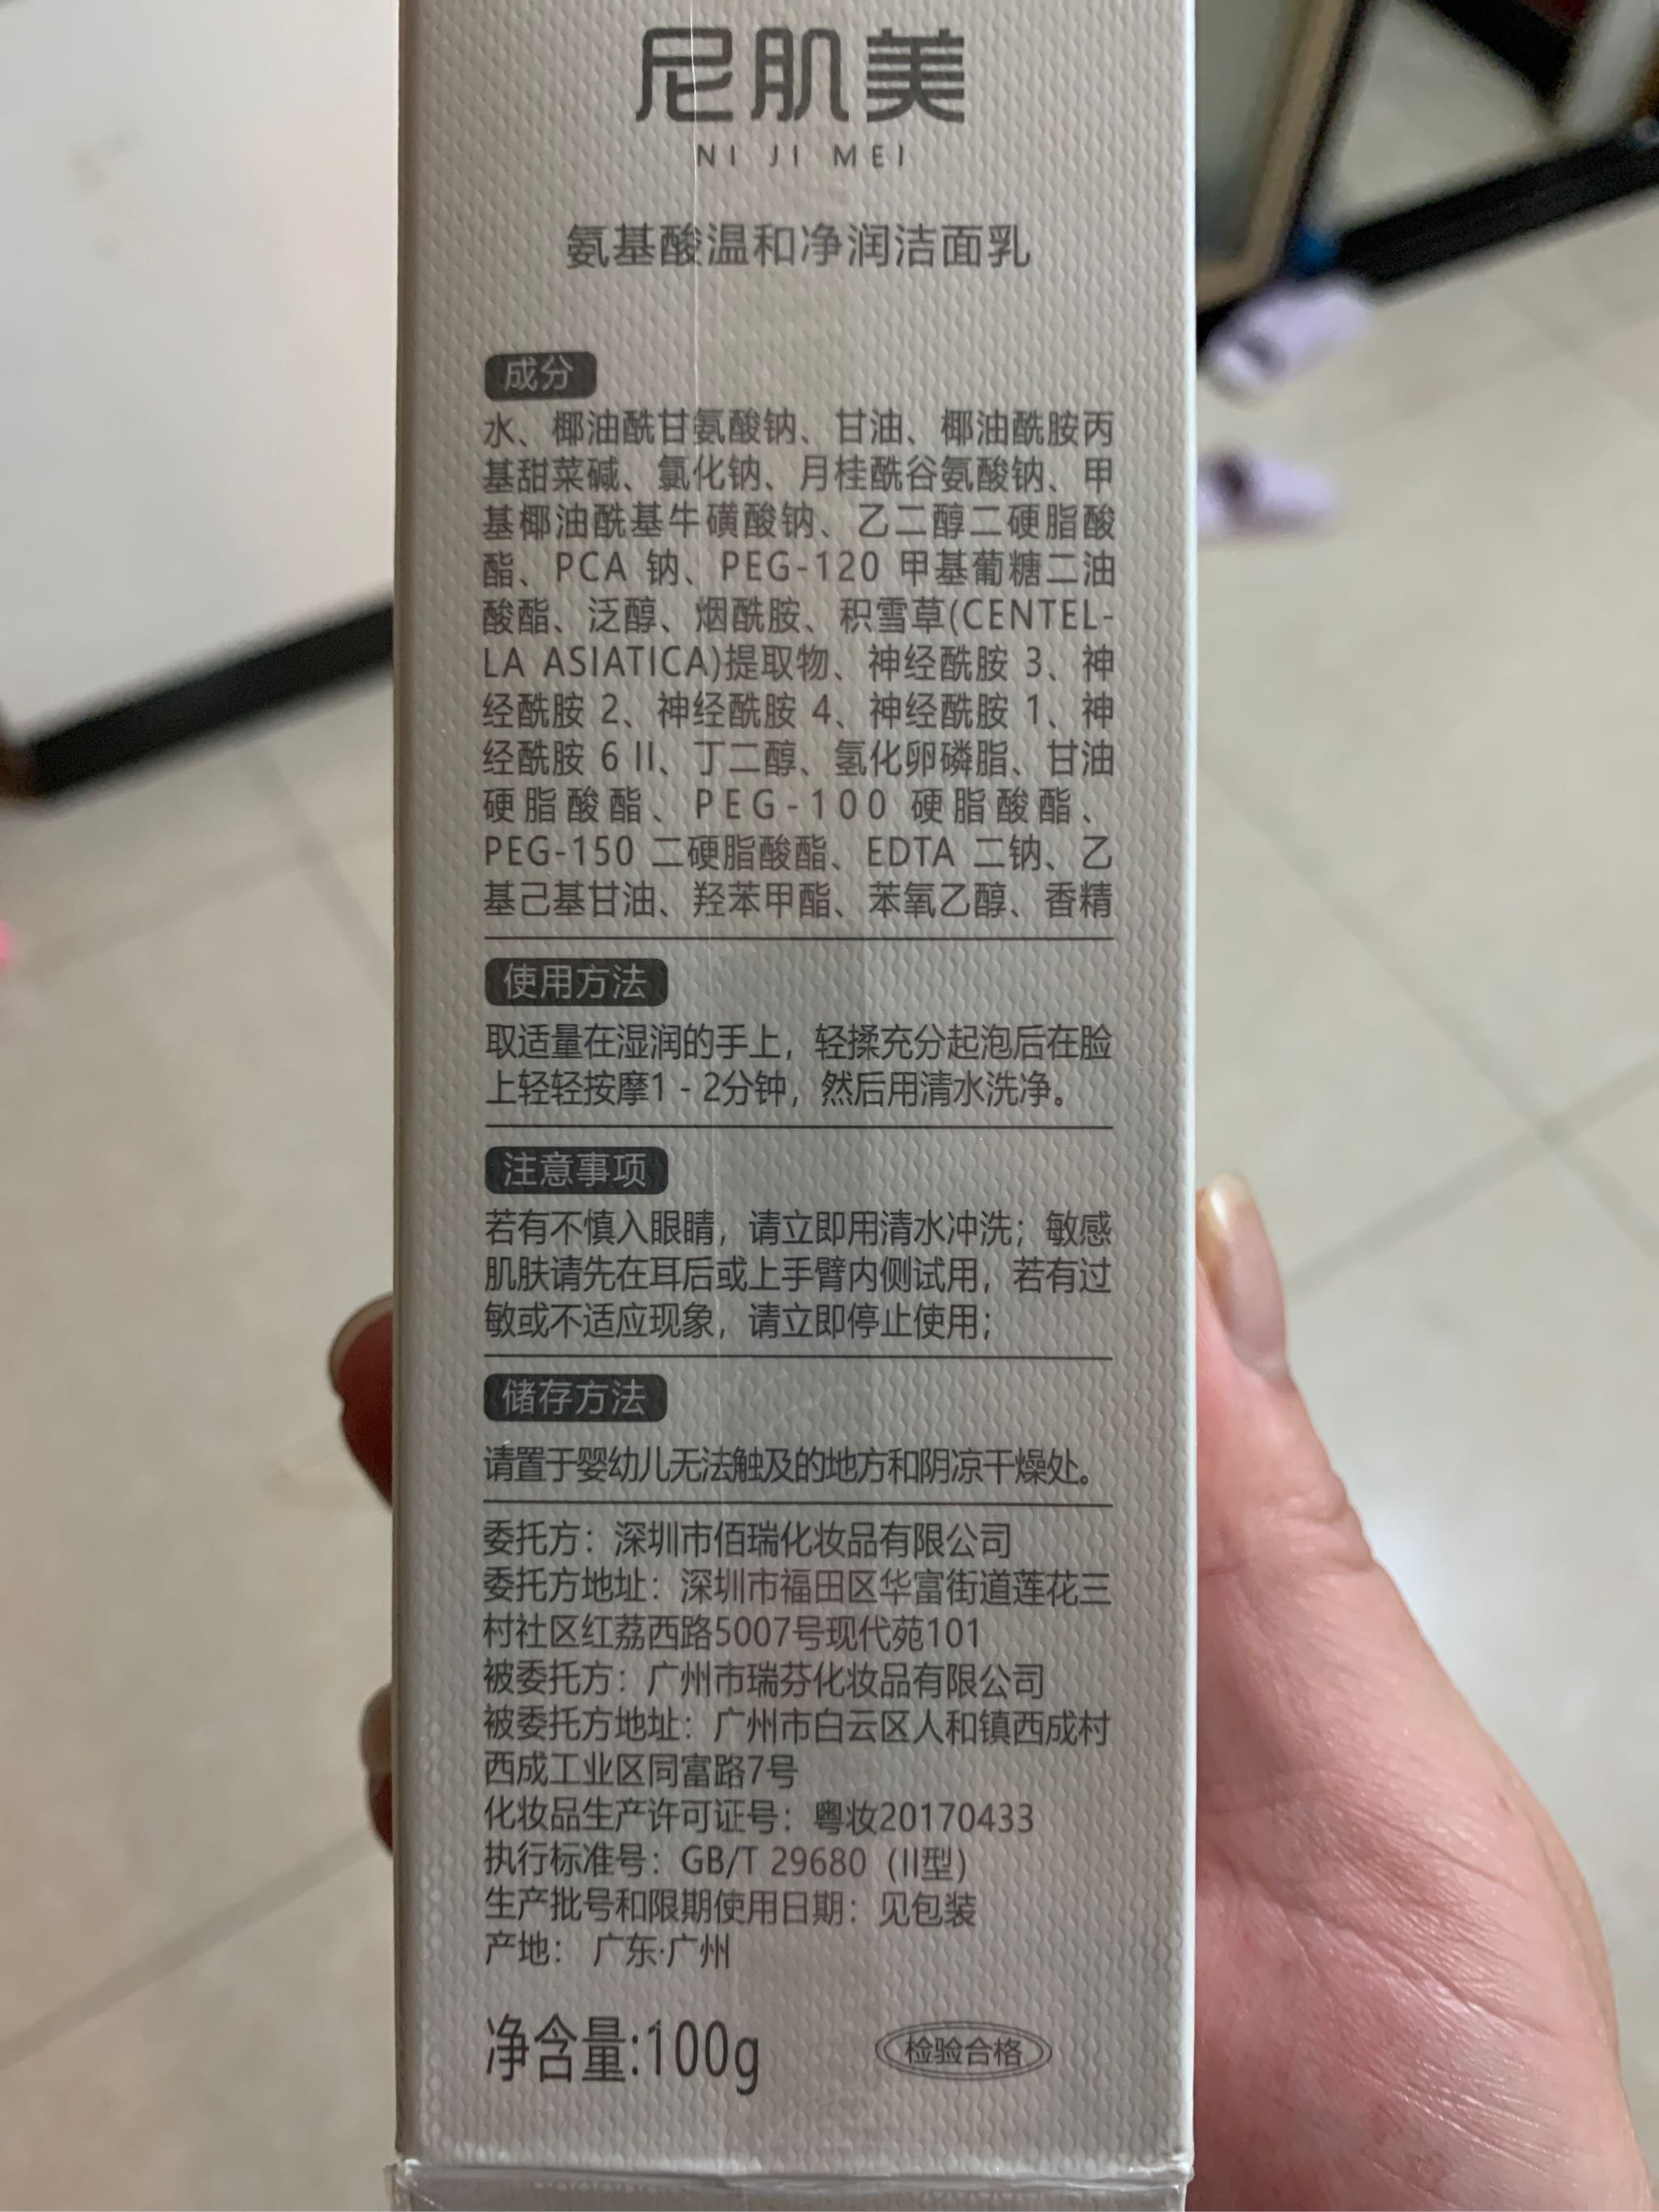 尼肌美
NI JI MEI
氨基酸温和净润洁面乳
成分
水、椰油酰甘氨酸钠、甘油、椰油酰胺丙
基甜菜碱、氯化钠、月桂酰谷氨酸钠、甲
基椰油酰基牛磺酸钠、乙二醇二硬脂酸
酯、PCA 钠、PEG-120 甲基葡糖二油
酸酯、泛醇、烟酰胺、积雪草(CENTEL-
LA ASIATICA)提取物、神经酰胺 3、神
经酰胺 2、神经酰胺 4、神经酰胺 1、神
经酰胺 6 II、丁二醇、氢化卵磷脂、甘油
硬脂酸酯、PEG-100 硬脂酸酯、
PEG-150 二硬脂酸酯、EDTA 二钠、乙
基己基甘油、羟苯甲酯、苯氧乙醇、香精
使用方法
取适量在湿润的手上，轻揉充分起泡后在脸
上轻轻按摩1 - 2分钟，然后用清水洗净。
注意事项
若有不慎入眼睛，请立即用清水冲洗；敏感
肌肤请先在耳后或上手臂内侧试用，若有过
敏或不适应现象，请立即停止使用；
储存方法
请置于婴幼儿无法触及的地方和阴凉干燥处。
委托方：深圳市佰瑞化妆品有限公司
委托方地址：深圳市福田区华富街道莲花三
村社区红荔西路5007号现代苑101
被委托方：广州市瑞芬化妆品有限公司
被委托方地址：广州市白云区人和镇西成村
西成工业区同富路7号
化妆品生产许可证号：粤妆20170433
执行标准号：GB/T 29680（II型）
生产批号和限期使用日期：见包装
产地： 广东·广州
净含量:100g
检验合格